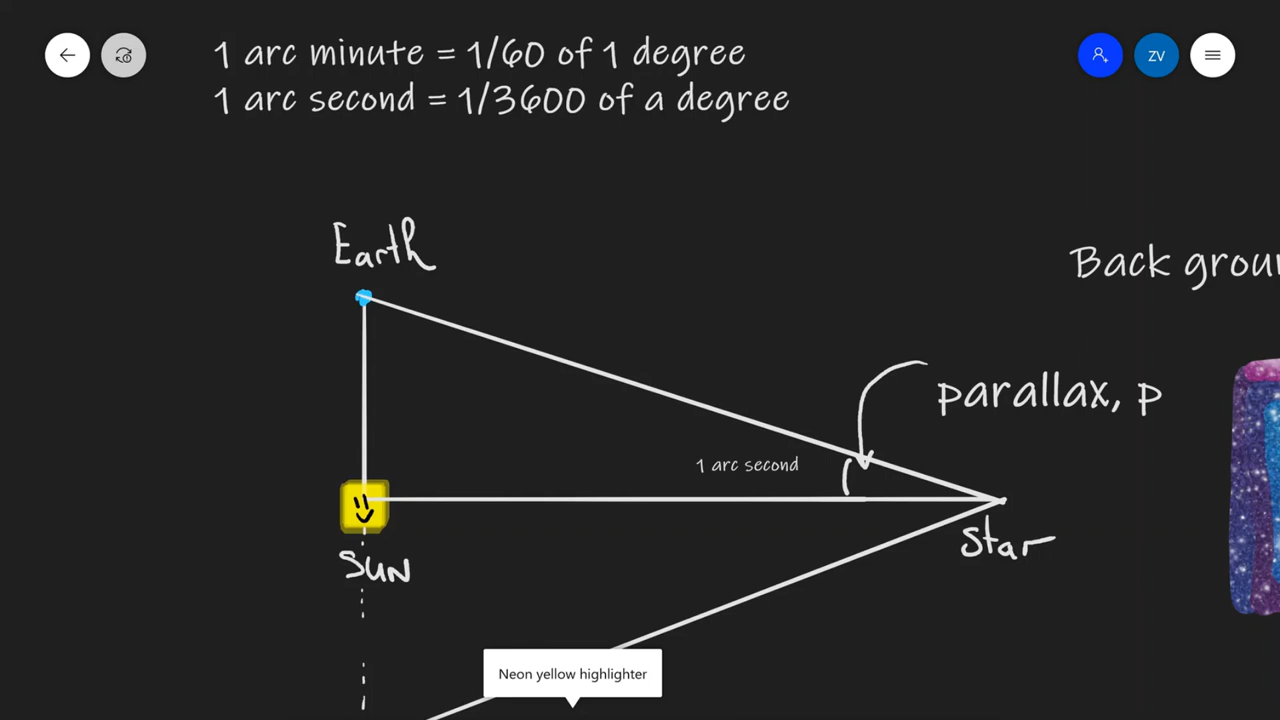 1 arc minute = 1/60 of 1 degree
ZV
1 arc second = 1/3600 of a degree
Earth
Back
parallax, p
1 arc second
Star
SUN
Neon yellow highlighter